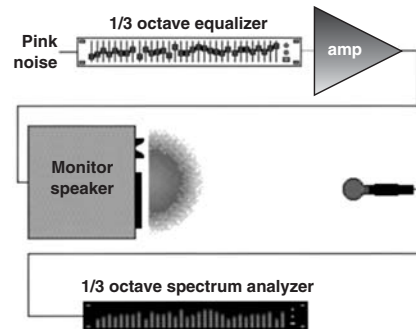 1/3 octave equalizer
Pink
noise
amp
Monitor
speaker
1/3 octave spectrum analyzer